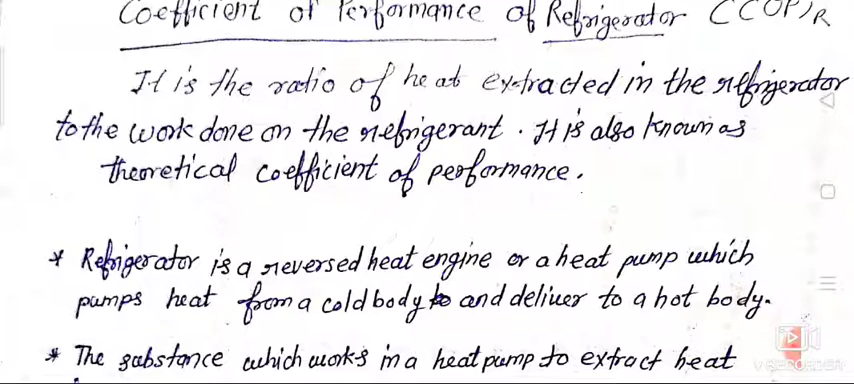 Coefficient of Performance of Refrigerator (COP)R
It is the ratio of heat extracted in the refrigerator
to the work done on the refrigerant. It is also known as
theoretical coefficient of performance.
* Refrigerator is a reversed heat engine or a heat pump which
pumps heat from a cold body and deliver to a hot body.
* The substance which works in a heat pump to extract heat
V RECORDER